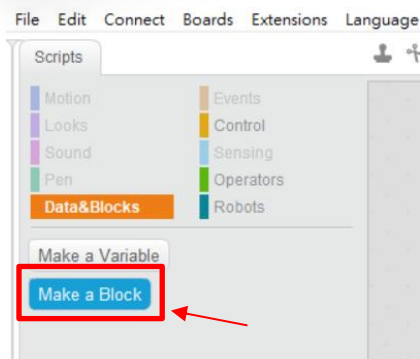 File Edit Connect Boards Extensions Language
Scripts
Motion Events
Looks Control
Sound Sensing
Pen Operators
Data&Blocks Robots
Make a Variable
Make a Block